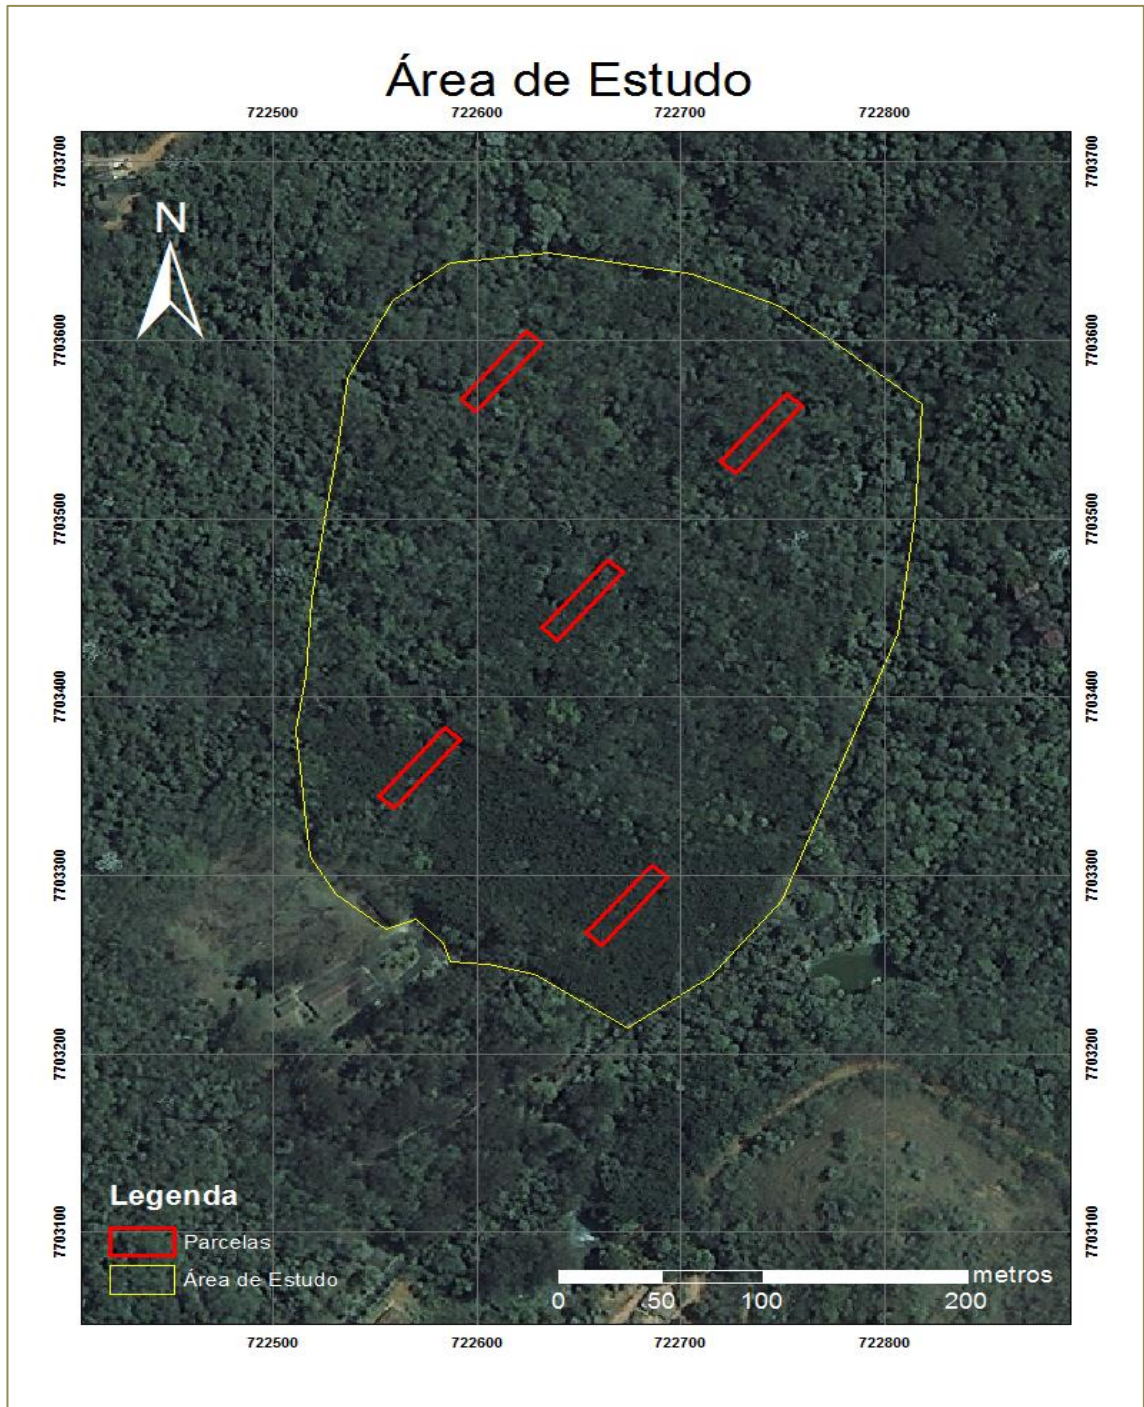 Área de Estudo
722500 722600 722700 722800
7703700 7703700
N
7703600 7703600
7703500 7703500
7703400 7703400
7703300 7703300
7703200 7703200
7703100 7703100
Legenda
Parcelas
Área de Estudo
metros
0 50 100 200
722500 722600 722700 722800